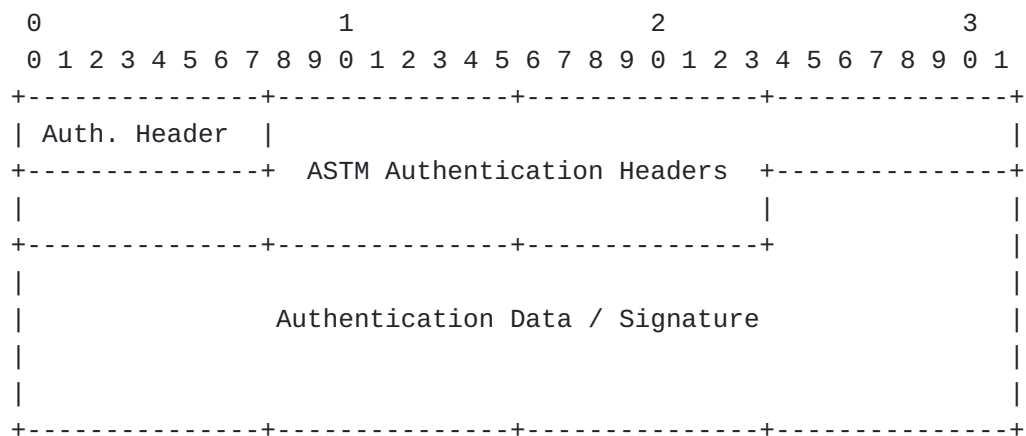 0                   1                   2                   3
 0 1 2 3 4 5 6 7 8 9 0 1 2 3 4 5 6 7 8 9 0 1 2 3 4 5 6 7 8 9 0 1
+---------------+---------------+---------------+---------------+
| Auth. Header  |                                               |
+---------------+  ASTM Authentication Headers  +---------------+
|                                               |               |
+---------------+---------------+---------------+               |
|                                                               |
|                Authentication Data / Signature                |
|                                                               |
|                                                               |
+---------------+---------------+---------------+---------------+